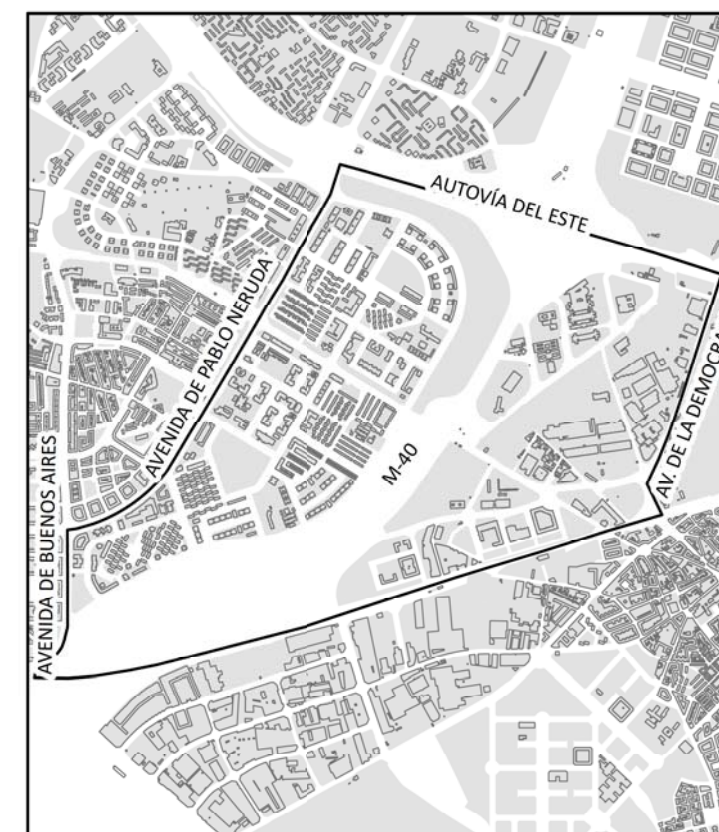 AUTOVÍA DEL ESTE
AVENIDA DE PABLO NERUDA
AV. DE LA DEMOCRA
M-40
AVENIDA DE BUENOS AIRES